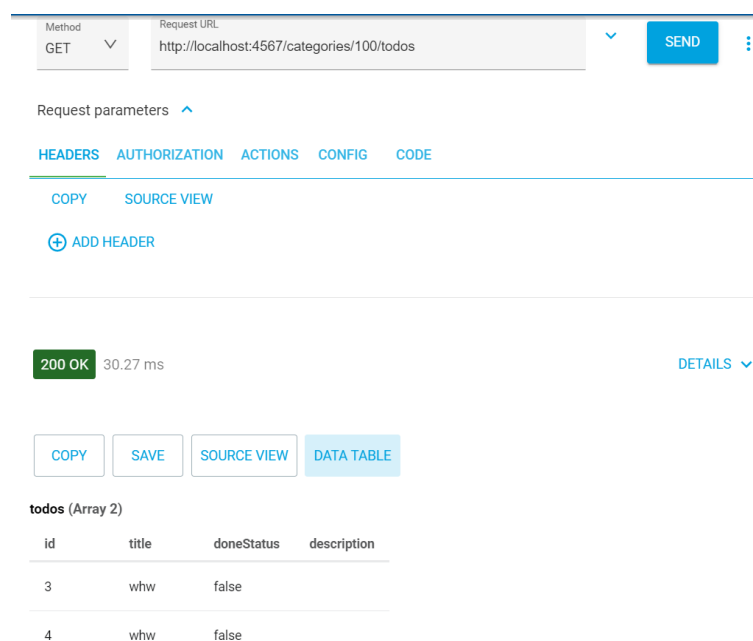 Method
GET
Request URL
http://localhost:4567/categories/100/todos
SEND
Request parameters
HEADERS AUTHORIZATION ACTIONS CONFIG CODE
COPY SOURCE VIEW
ADD HEADER
200 OK 30.27 ms
DETAILS
COPY SAVE SOURCE VIEW DATA TABLE
todos (Array 2)
id title doneStatus description
3 whw false
4 whw false